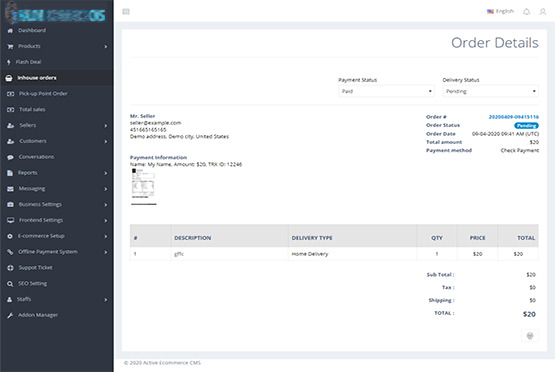 English
Dashboard
Products
Flash Deal
Inhouse orders
Pick-up Point Order
Total sales
Sellers
Customers
Conversations
Reports
Messaging
Business Settings
Frontend Settings
E-commerce Setup
Offline Payment System
Suppot Ticket
SEO Setting
Staffs
Addon Manager
Order Details
Payment Status Delivery Status
Paid Pending
Mr. Seller
seller@example.com
451665165165
Demo address, Demo city, United States
Order # 20200409-09415116
Order Status Pending
Order Date 09-04-2020 09:41 AM (UTC)
Total amount $20
Payment method Check Payment
Payment Information
Name: My Name, Amount: $20, TRX ID: 12246
# DESCRIPTION DELIVERY TYPE QTY PRICE TOTAL
1 gffc Home Delivery 1 $20 $20
Sub Total : $20
Tax : $0
Shipping : $0
TOTAL : $20
© 2020 Active Ecommerce CMS